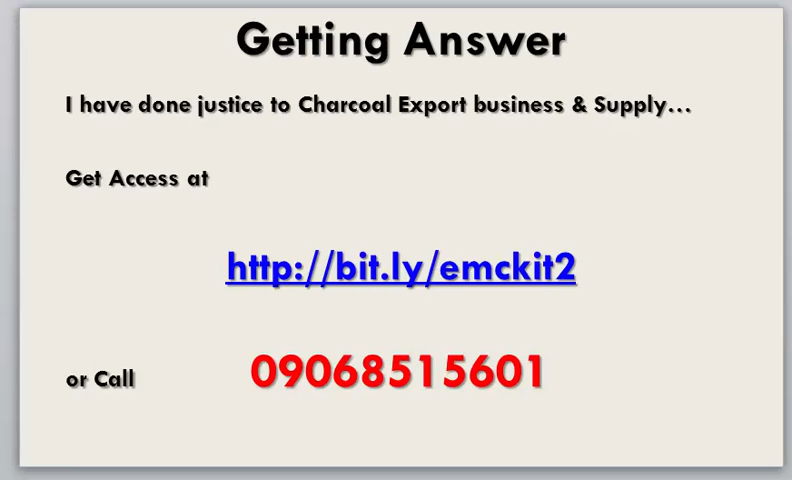 Getting Answer
I have done justice to Charcoal Export business & Supply...
Get Access at
http://bit.ly/emckit2
or Call 09068515601